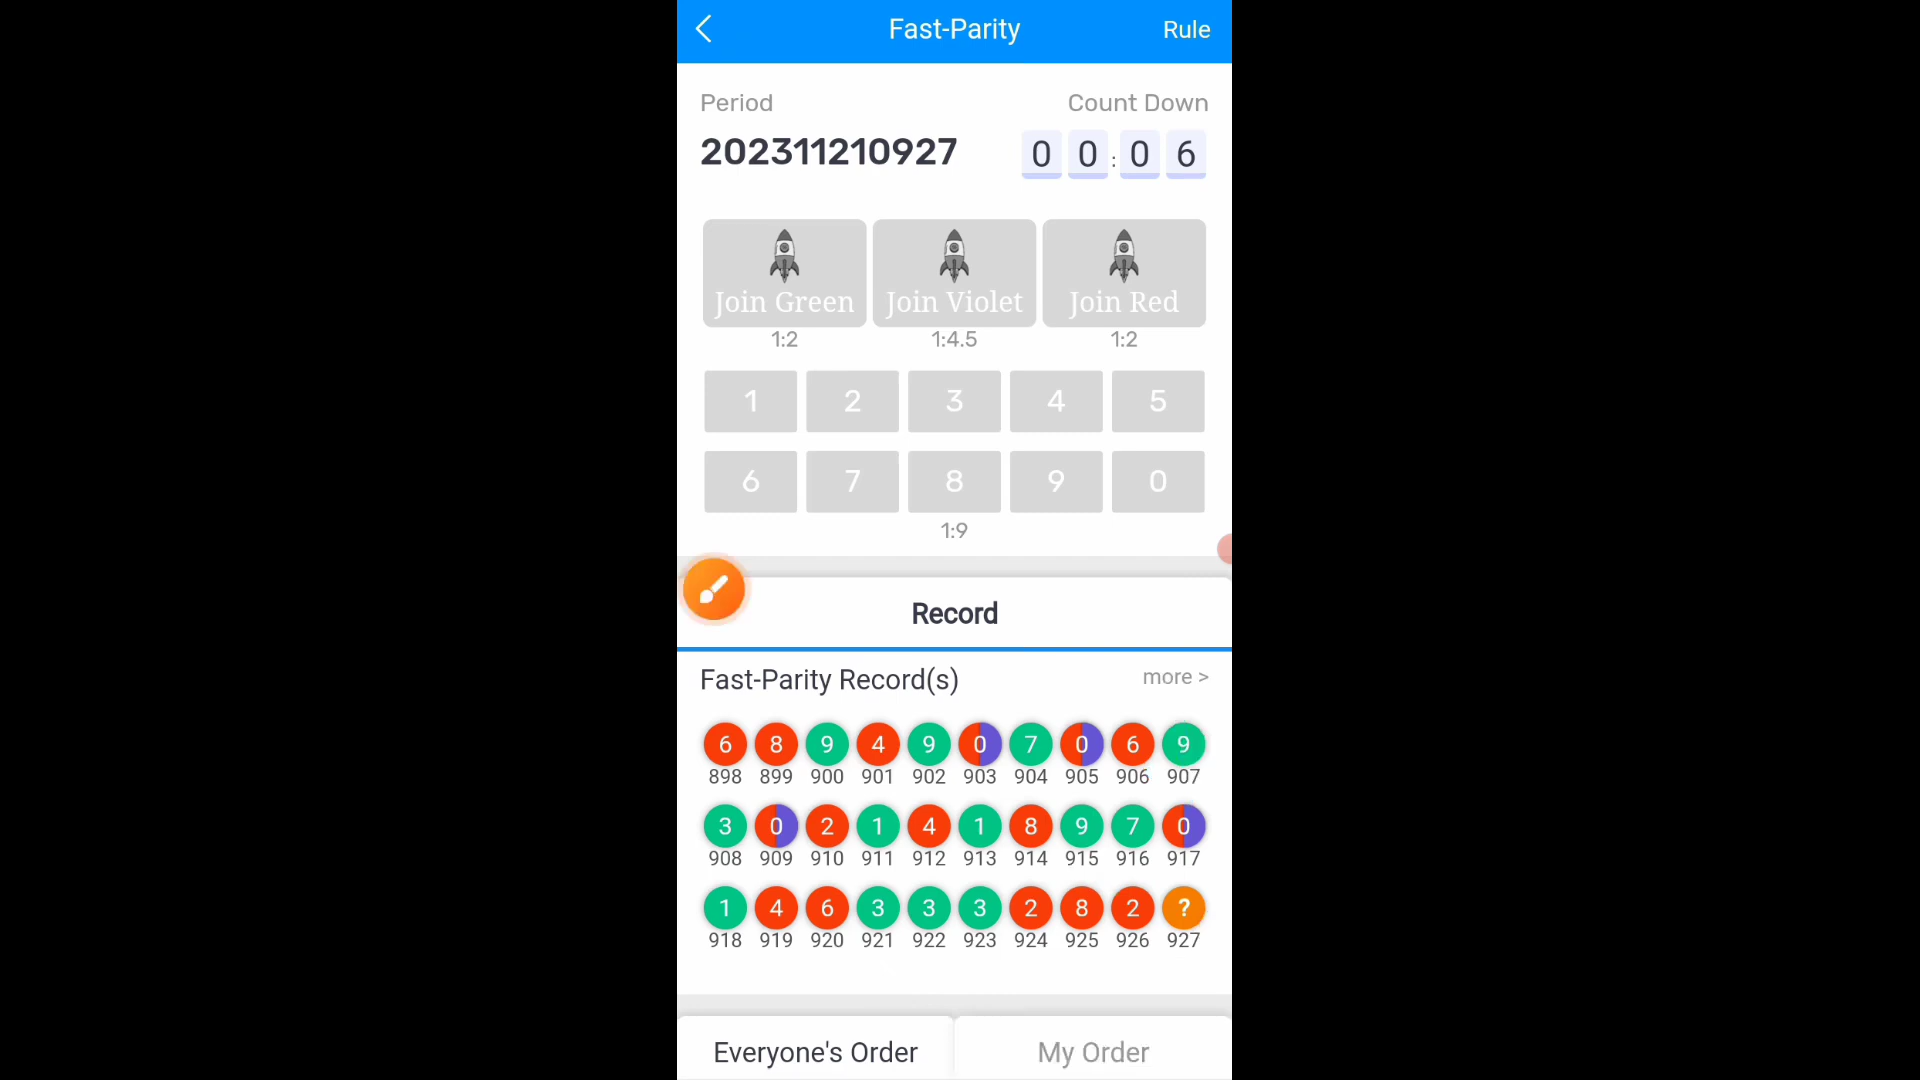 Fast-Parity Rule
Period Count Down
202311210927 0 0 : 0 6
Join Green Join Violet Join Red
1:2 1:4.5 1:2
1 2 3 4 5
6 7 8 9 0
1:9
Record
Fast-Parity Record(s) more >
6 8 9 4 9 0 7 0 6 9
898 899 900 901 902 903 904 905 906 907
3 0 2 1 4 1 8 9 7 0
908 909 910 911 912 913 914 915 916 917
1 4 6 3 3 3 2 8 2 ?
918 919 920 921 922 923 924 925 926 927
Everyone's Order My Order